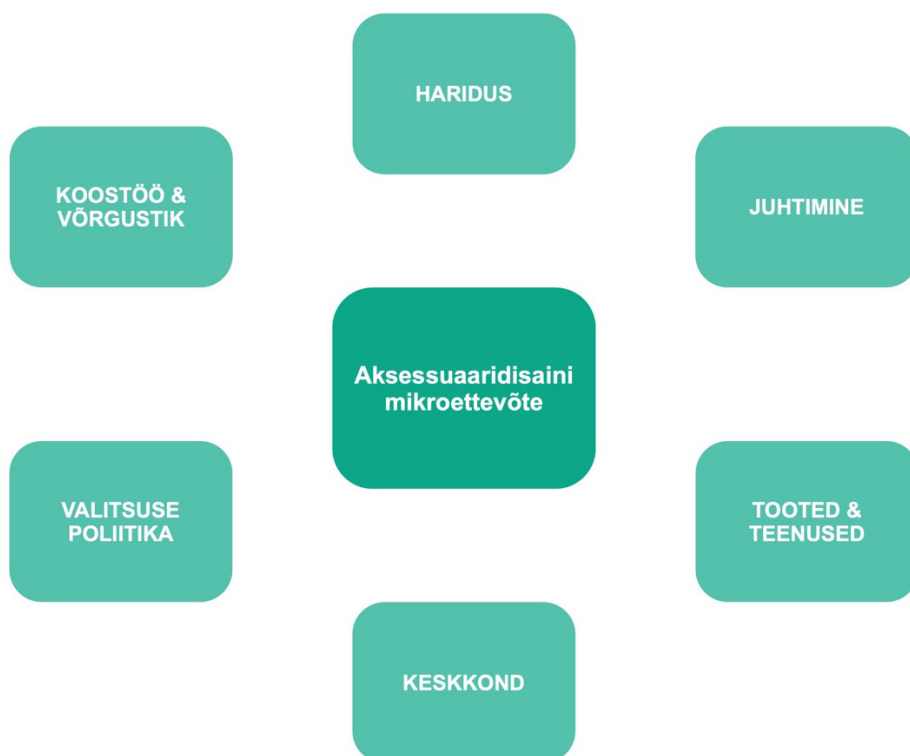 HARIDUS
KOOSTÖÖ &
VÕRGUSTIK
JUHTIMINE
Aksessuaaridisaini
mikroettevõte
VALITSUSE
POLIITIKA
TOOTED &
TEENUSED
KESKKOND